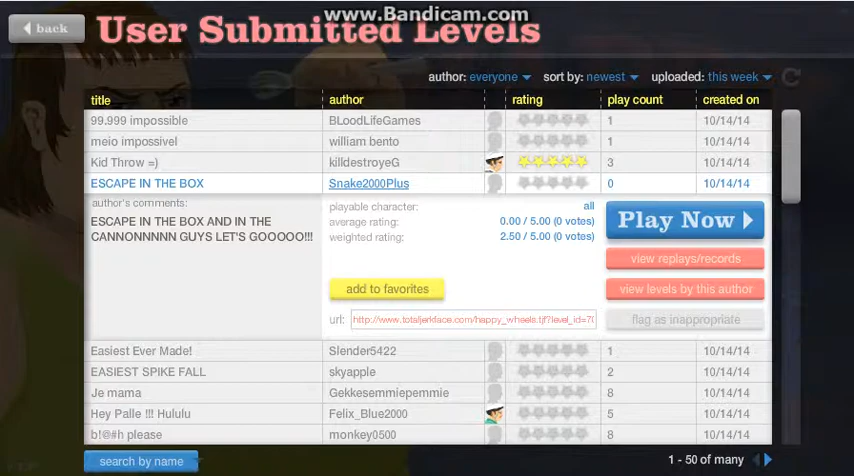 www.Bandicam.com
back
User Submitted Levels
author: everyone sort by: newest uploaded: this week
title author rating play count created on
99.999 impossible BLoodLifeGames 1 10/14/14
meio impossivel william bento 1 10/14/14
Kid Throw =) killdestroyeG 3 10/14/14
ESCAPE IN THE BOX Snake2000Plus 0 10/14/14
author's comments:
ESCAPE IN THE BOX AND IN THE
CANNONNNNN GUYS LET'S GOOOOO!!!
playable character: all
average rating: 0.00 / 5.00 (0 votes)
weighted rating: 2.50 / 5.00 (0 votes)
add to favorites
url: http://www.totaljerkface.com/happy_wheels.tjf?level_id=7
Play Now
view replays/records
view levels by this author
flag as inappropriate
Easiest Ever Made! Slender5422 1 10/14/14
EASIEST SPIKE FALL skyapple 2 10/14/14
Je mama Gekkesemmiepemmie 8 10/14/14
Hey Palle !!! Hululu Felix_Blue2000 5 10/14/14
b!@#h please monkey0500 8 10/14/14
search by name
1 - 50 of many